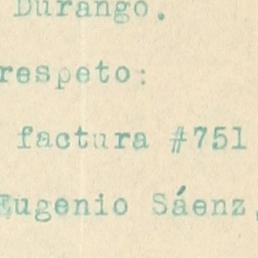 Durango.
respeto:
factura #751
Eugenio Sáenz,